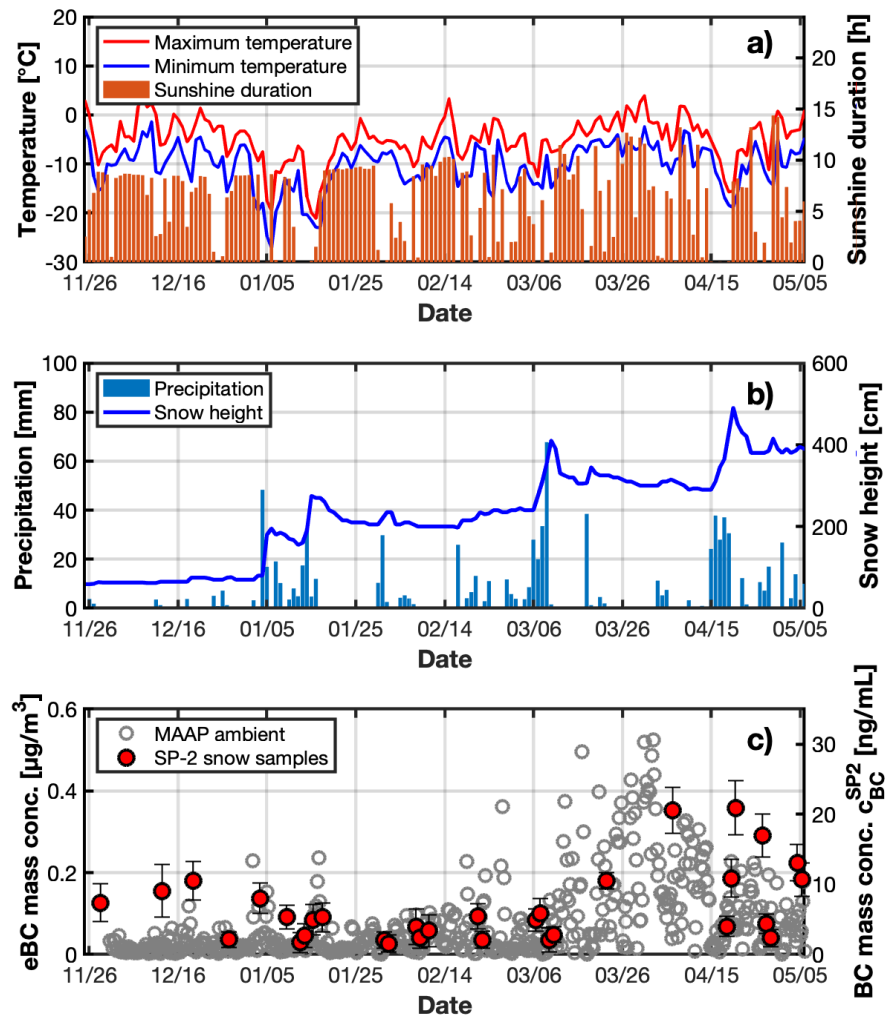 a)
Maximum temperature
Minimum temperature
Sunshine duration
Temperature [°C]
20
10
0
-10
-20
-30
Sunshine duration [h]
20
15
10
5
0
11/26 12/16 01/05 01/25 02/14 03/06 03/26 04/15 05/05
Date
b)
Precipitation
Snow height
Precipitation [mm]
100
80
60
40
20
0
Snow height [cm]
600
400
200
0
11/26 12/16 01/05 01/25 02/14 03/06 03/26 04/15 05/05
Date
c)
MAAP ambient
SP-2 snow samples
eBC mass conc. [µg/m³]
0.6
0.4
0.2
0
BC mass conc. c_BC^SP2 [ng/mL]
30
20
10
0
11/26 12/16 01/05 01/25 02/14 03/06 03/26 04/15 05/05
Date